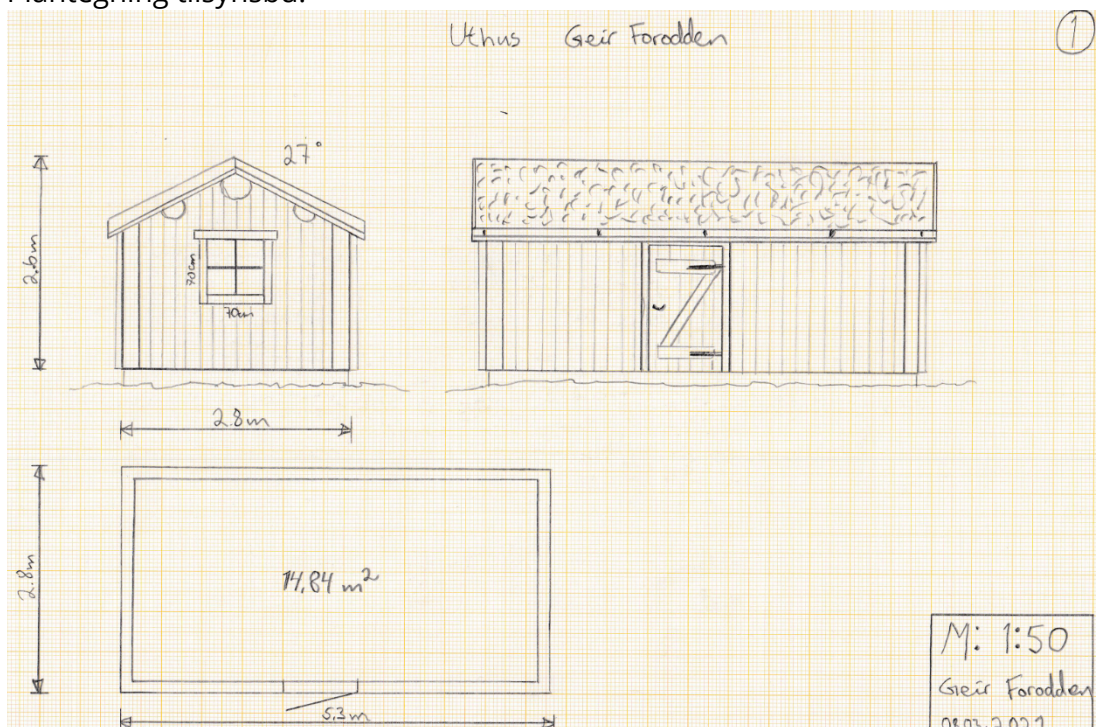 Plantegning tilsynsbu.
Uthus Geir Forodden
1
27°
2.6m
70cm
70cm
2.8m
2.8m
14,84 m²
5.3m
M: 1:50
Geir Forodden